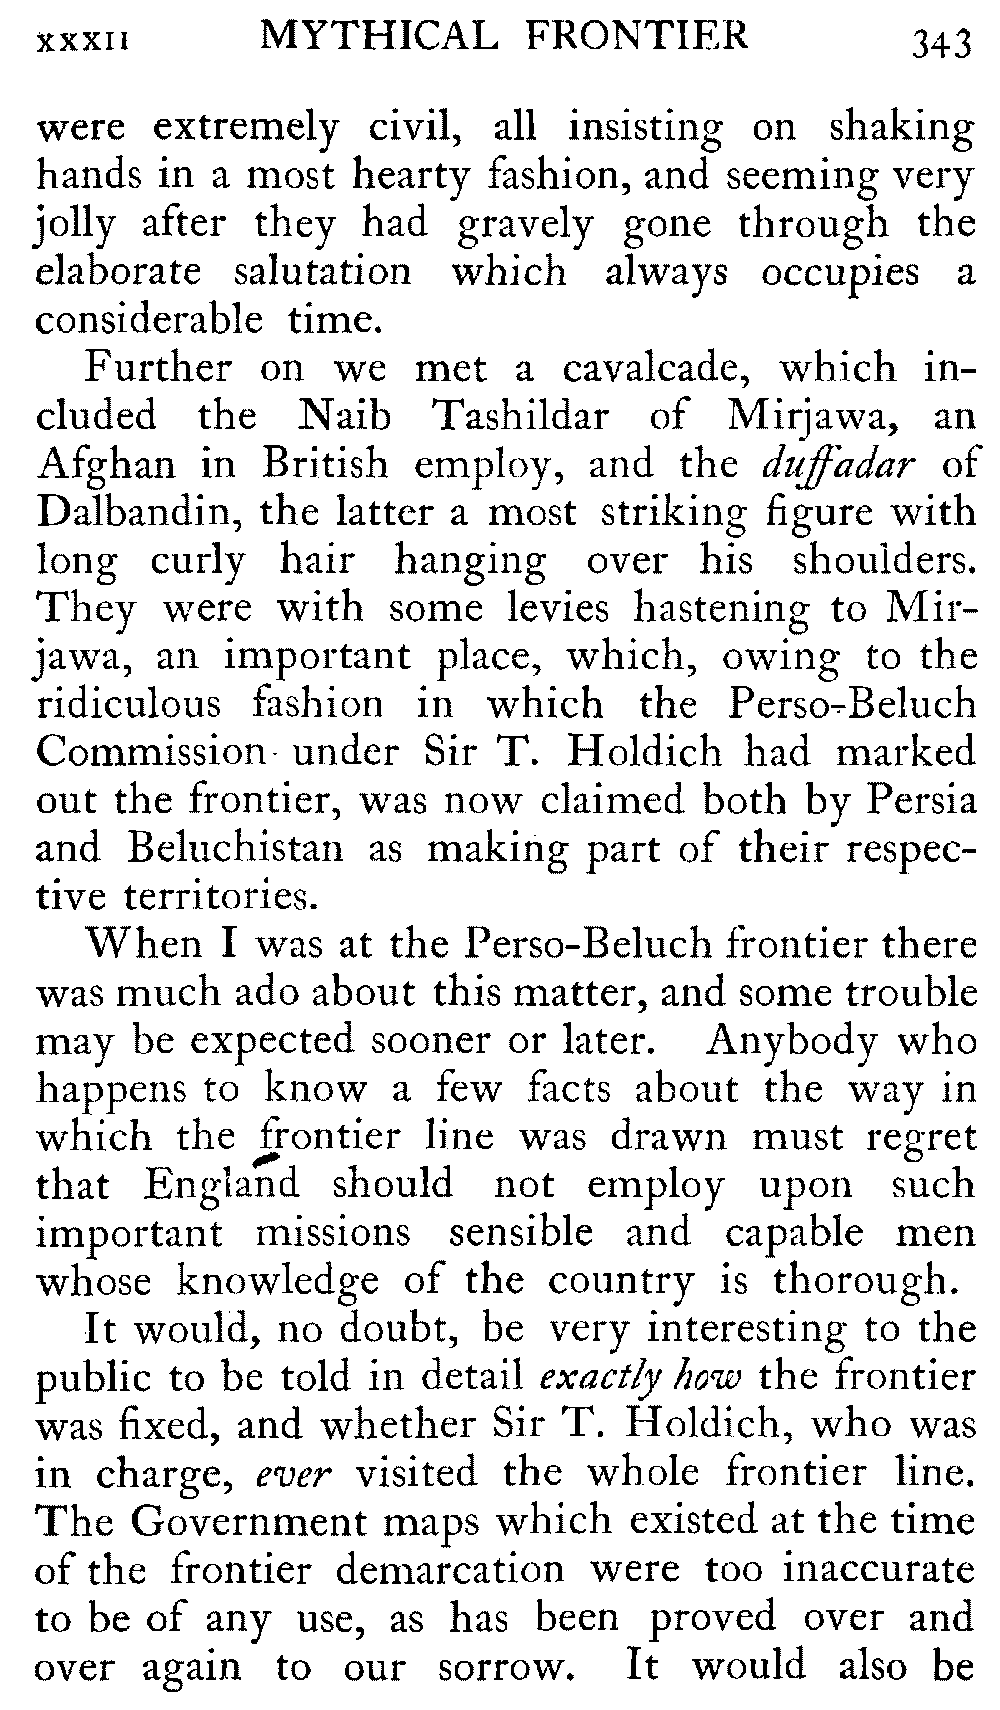 XXXII MYTHICAL FRONTIER 343
were extremely civil, all insisting on shaking
hands in a most hearty fashion, and seeming very
jolly after they had gravely gone through the
elaborate salutation which always occupies a
considerable time.
Further on we met a cavalcade, which in-
cluded the Naib Tashildar of Mirjawa, an
Afghan in British employ, and the duffadar of
Dalbandin, the latter a most striking figure with
long curly hair hanging over his shoulders.
They were with some levies hastening to Mir-
jawa, an important place, which, owing to the
ridiculous fashion in which the Perso-Beluch
Commission under Sir T. Holdich had marked
out the frontier, was now claimed both by Persia
and Beluchistan as making part of their respec-
tive territories.
When I was at the Perso-Beluch frontier there
was much ado about this matter, and some trouble
may be expected sooner or later. Anybody who
happens to know a few facts about the way in
which the frontier line was drawn must regret
that England should not employ upon such
important missions sensible and capable men
whose knowledge of the country is thorough.
It would, no doubt, be very interesting to the
public to be told in detail exactly how the frontier
was fixed, and whether Sir T. Holdich, who was
in charge, ever visited the whole frontier line.
The Government maps which existed at the time
of the frontier demarcation were too inaccurate
to be of any use, as has been proved over and
over again to our sorrow. It would also be